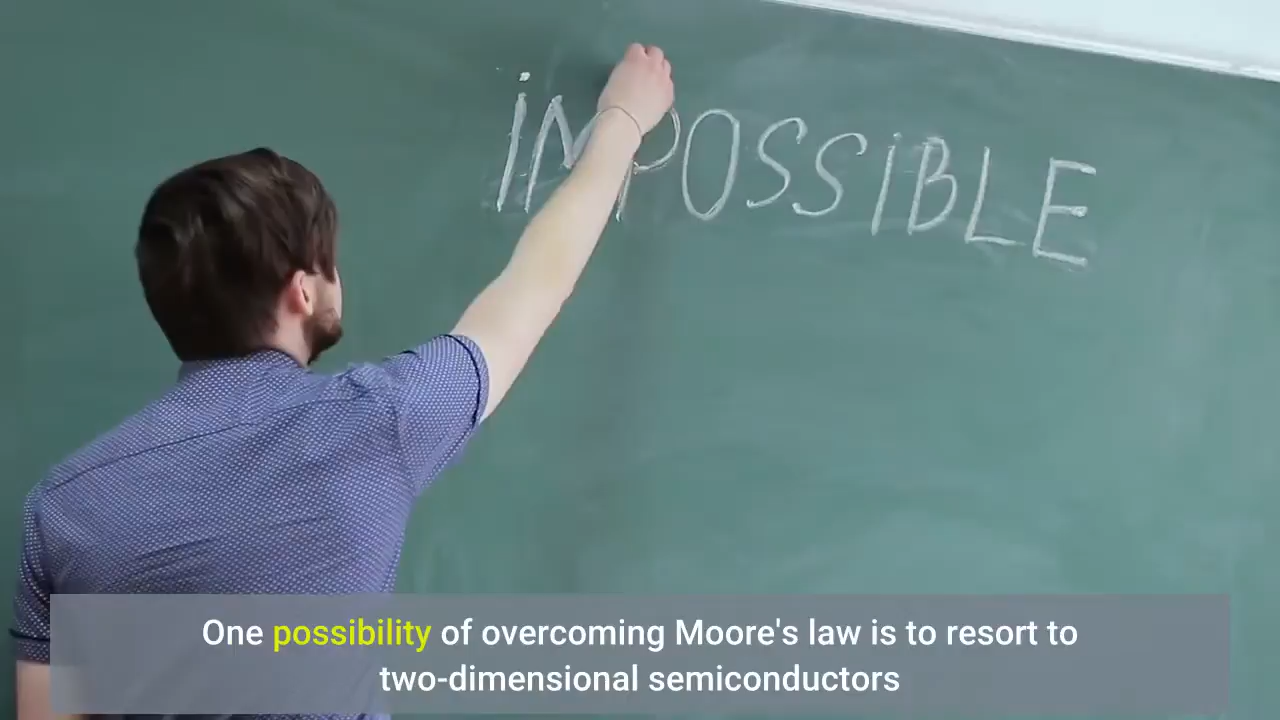 iMPOSSiBLE
One possibility of overcoming Moore's law is to resort to
two-dimensional semiconductors